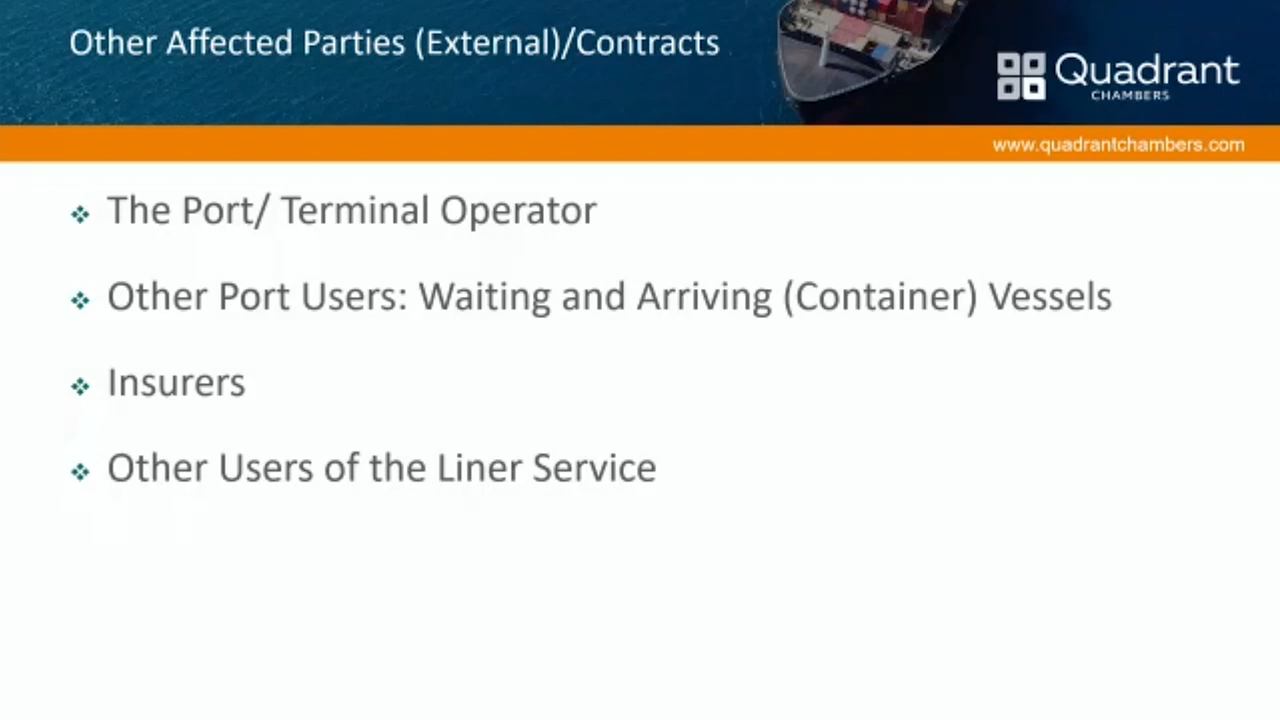 Other Affected Parties (External)/Contracts
Quadrant
CHAMBERS
www.quadrantchambers.com
The Port/ Terminal Operator
Other Port Users: Waiting and Arriving (Container) Vessels
Insurers
Other Users of the Liner Service